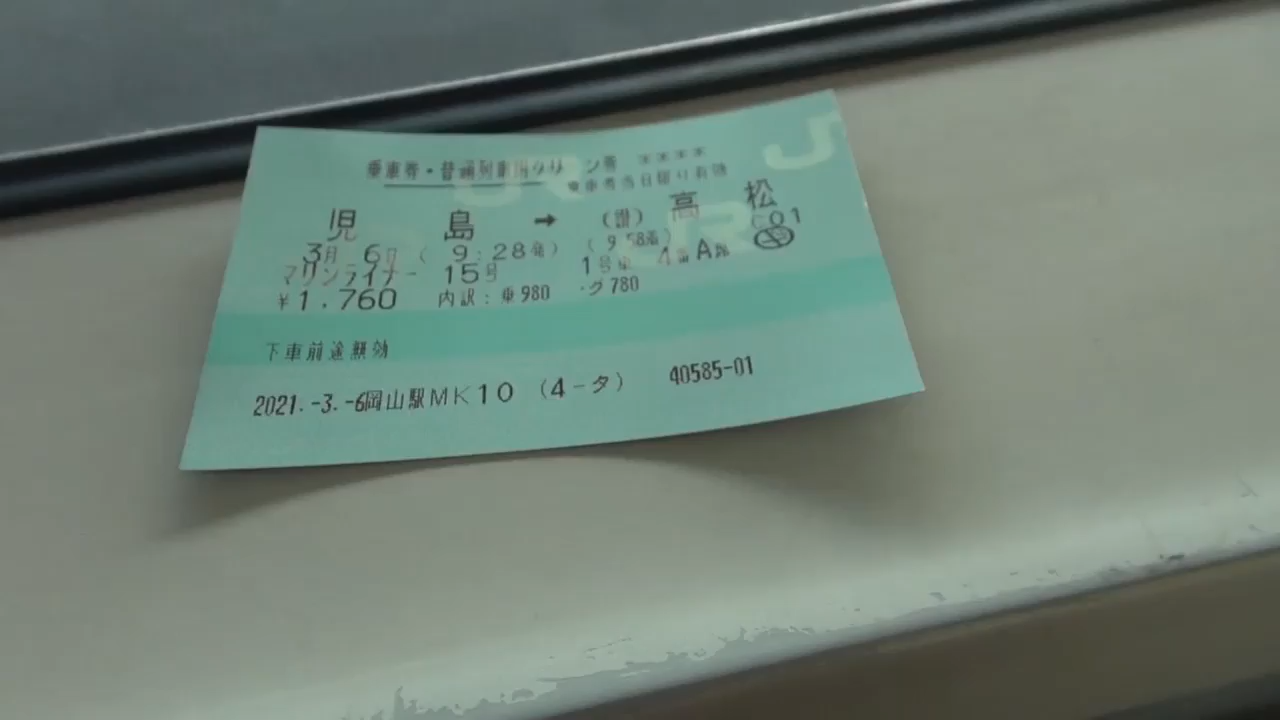 乗車券・普通列車用グリーン券 ****
乗車券当日限り有効
児島 → (讃)高松
3月 6日 ( 9:28発) ( 9:58着) C01
マリンライナー 15号 1号車 4番A席
¥1,760 内訳:乗980 ・グ780
下車前途無効
2021.-3.-6岡山駅MK10 (4-タ) 40585-01
JR
JR
J